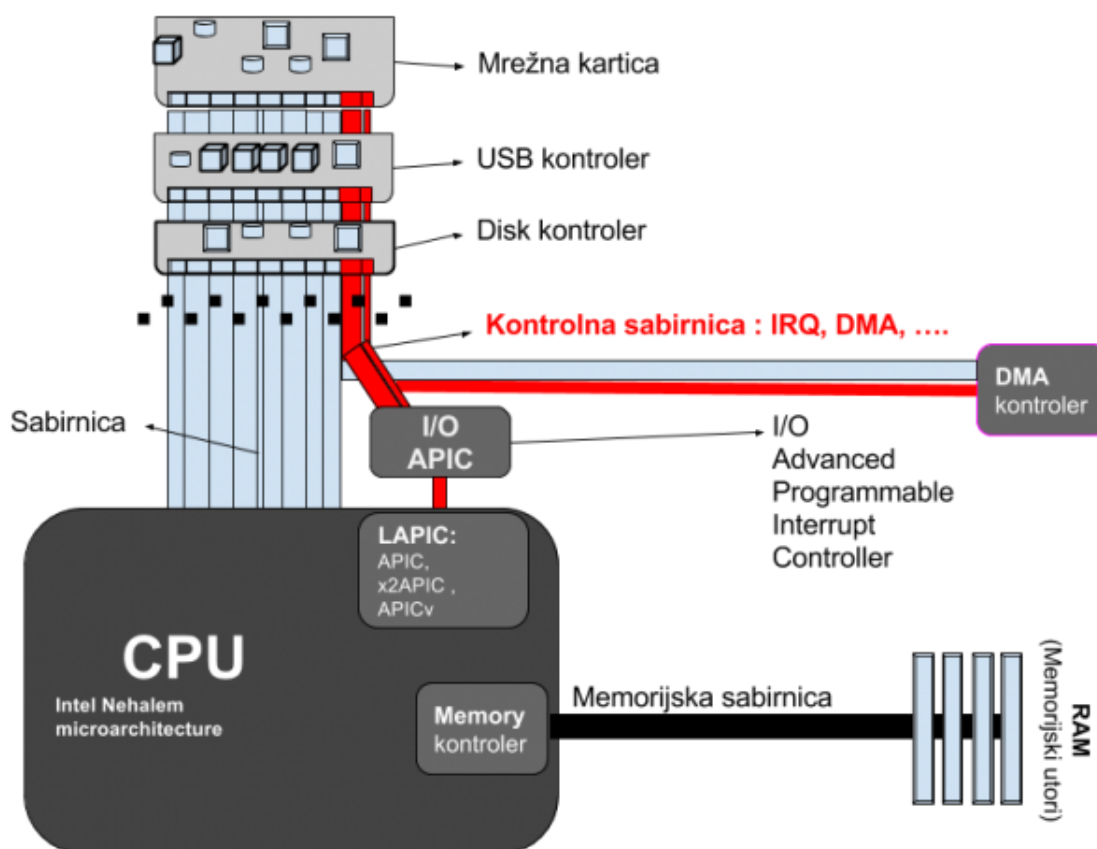 Mrežna kartica
USB kontroler
Disk kontroler
Kontrolna sabirnica : IRQ, DMA, ....
DMA
kontroler
Sabirnica
I/O
APIC
I/O
Advanced
Programmable
Interrupt
Controller
LAPIC:
APIC,
x2APIC ,
APICv
CPU
Intel Nehalem
microarchitecture
Memory
kontroler
Memorijska sabirnica
RAM
(Memorijski utori)